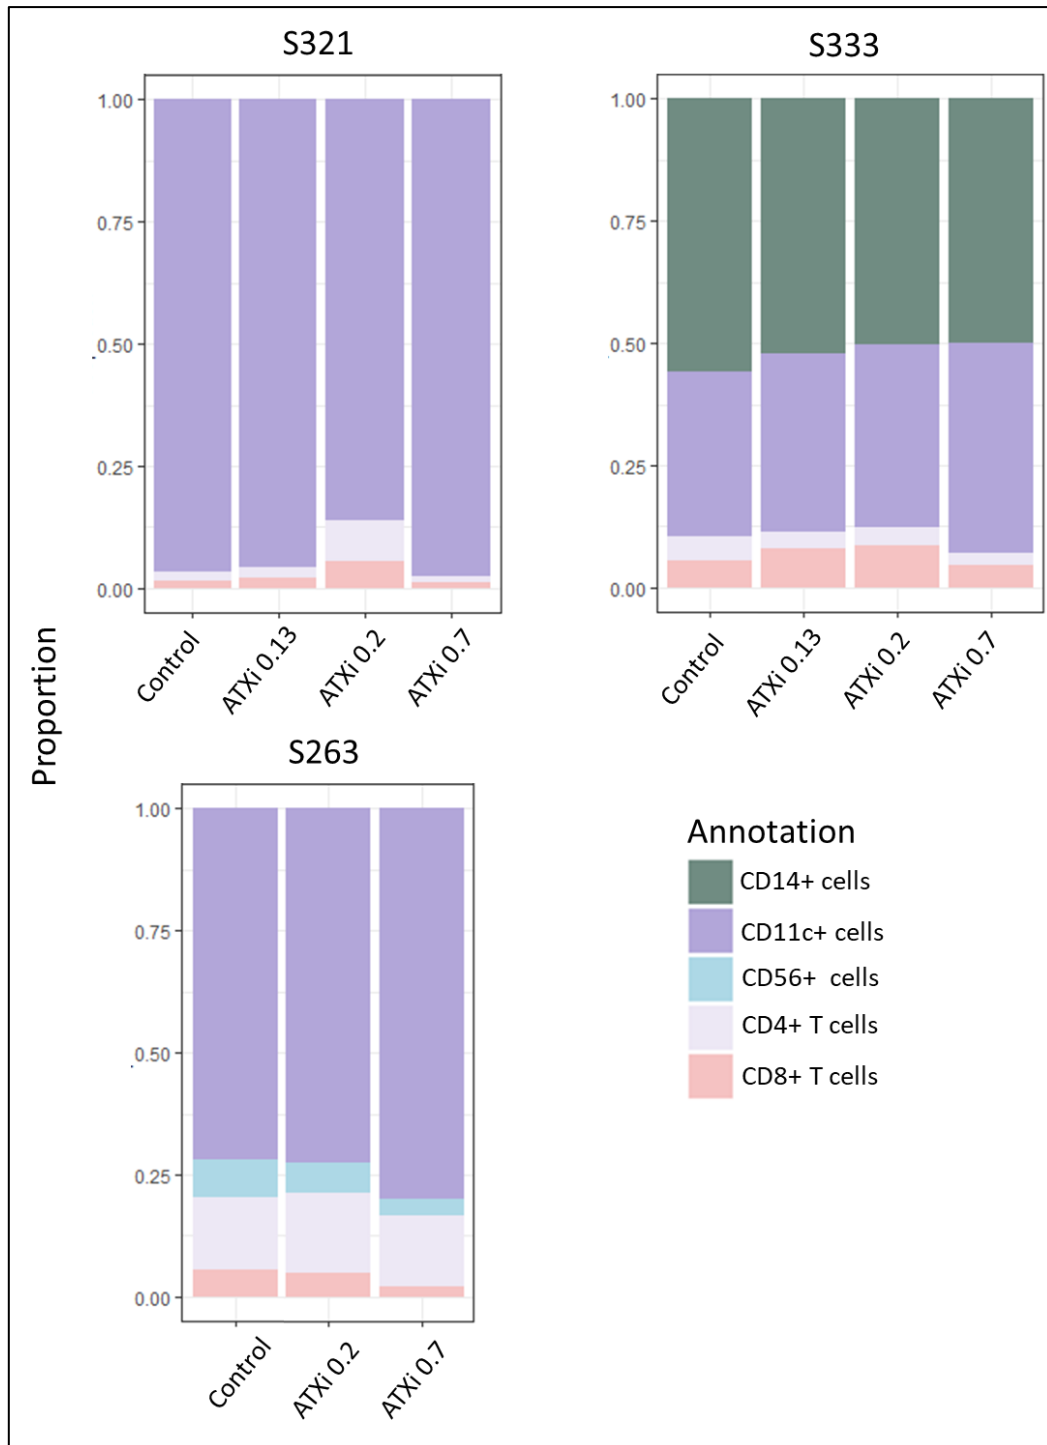 S321
1.00
0.75
0.50
0.25
0.00
Control
ATXi 0.13
ATXi 0.2
ATXi 0.7
S333
1.00
0.75
0.50
0.25
0.00
Control
ATXi 0.13
ATXi 0.2
ATXi 0.7
Proportion
S263
1.00
0.75
0.50
0.25
0.00
Control
ATXi 0.2
ATXi 0.7
Annotation
CD14+ cells
CD11c+ cells
CD56+ cells
CD4+ T cells
CD8+ T cells